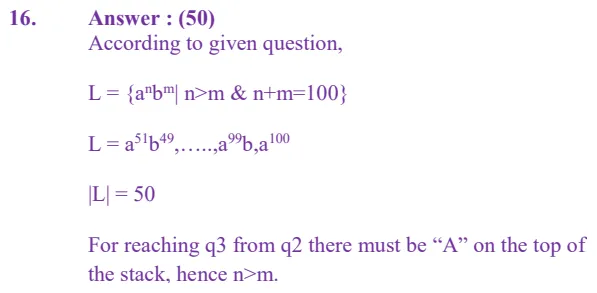 16. Answer : (50)
According to given question,
L = {aⁿbᵐ| n>m & n+m=100}
L = a⁵¹b⁴⁹,…..,a⁹⁹b,a¹⁰⁰
|L| = 50
For reaching q3 from q2 there must be “A” on the top of
the stack, hence n>m.